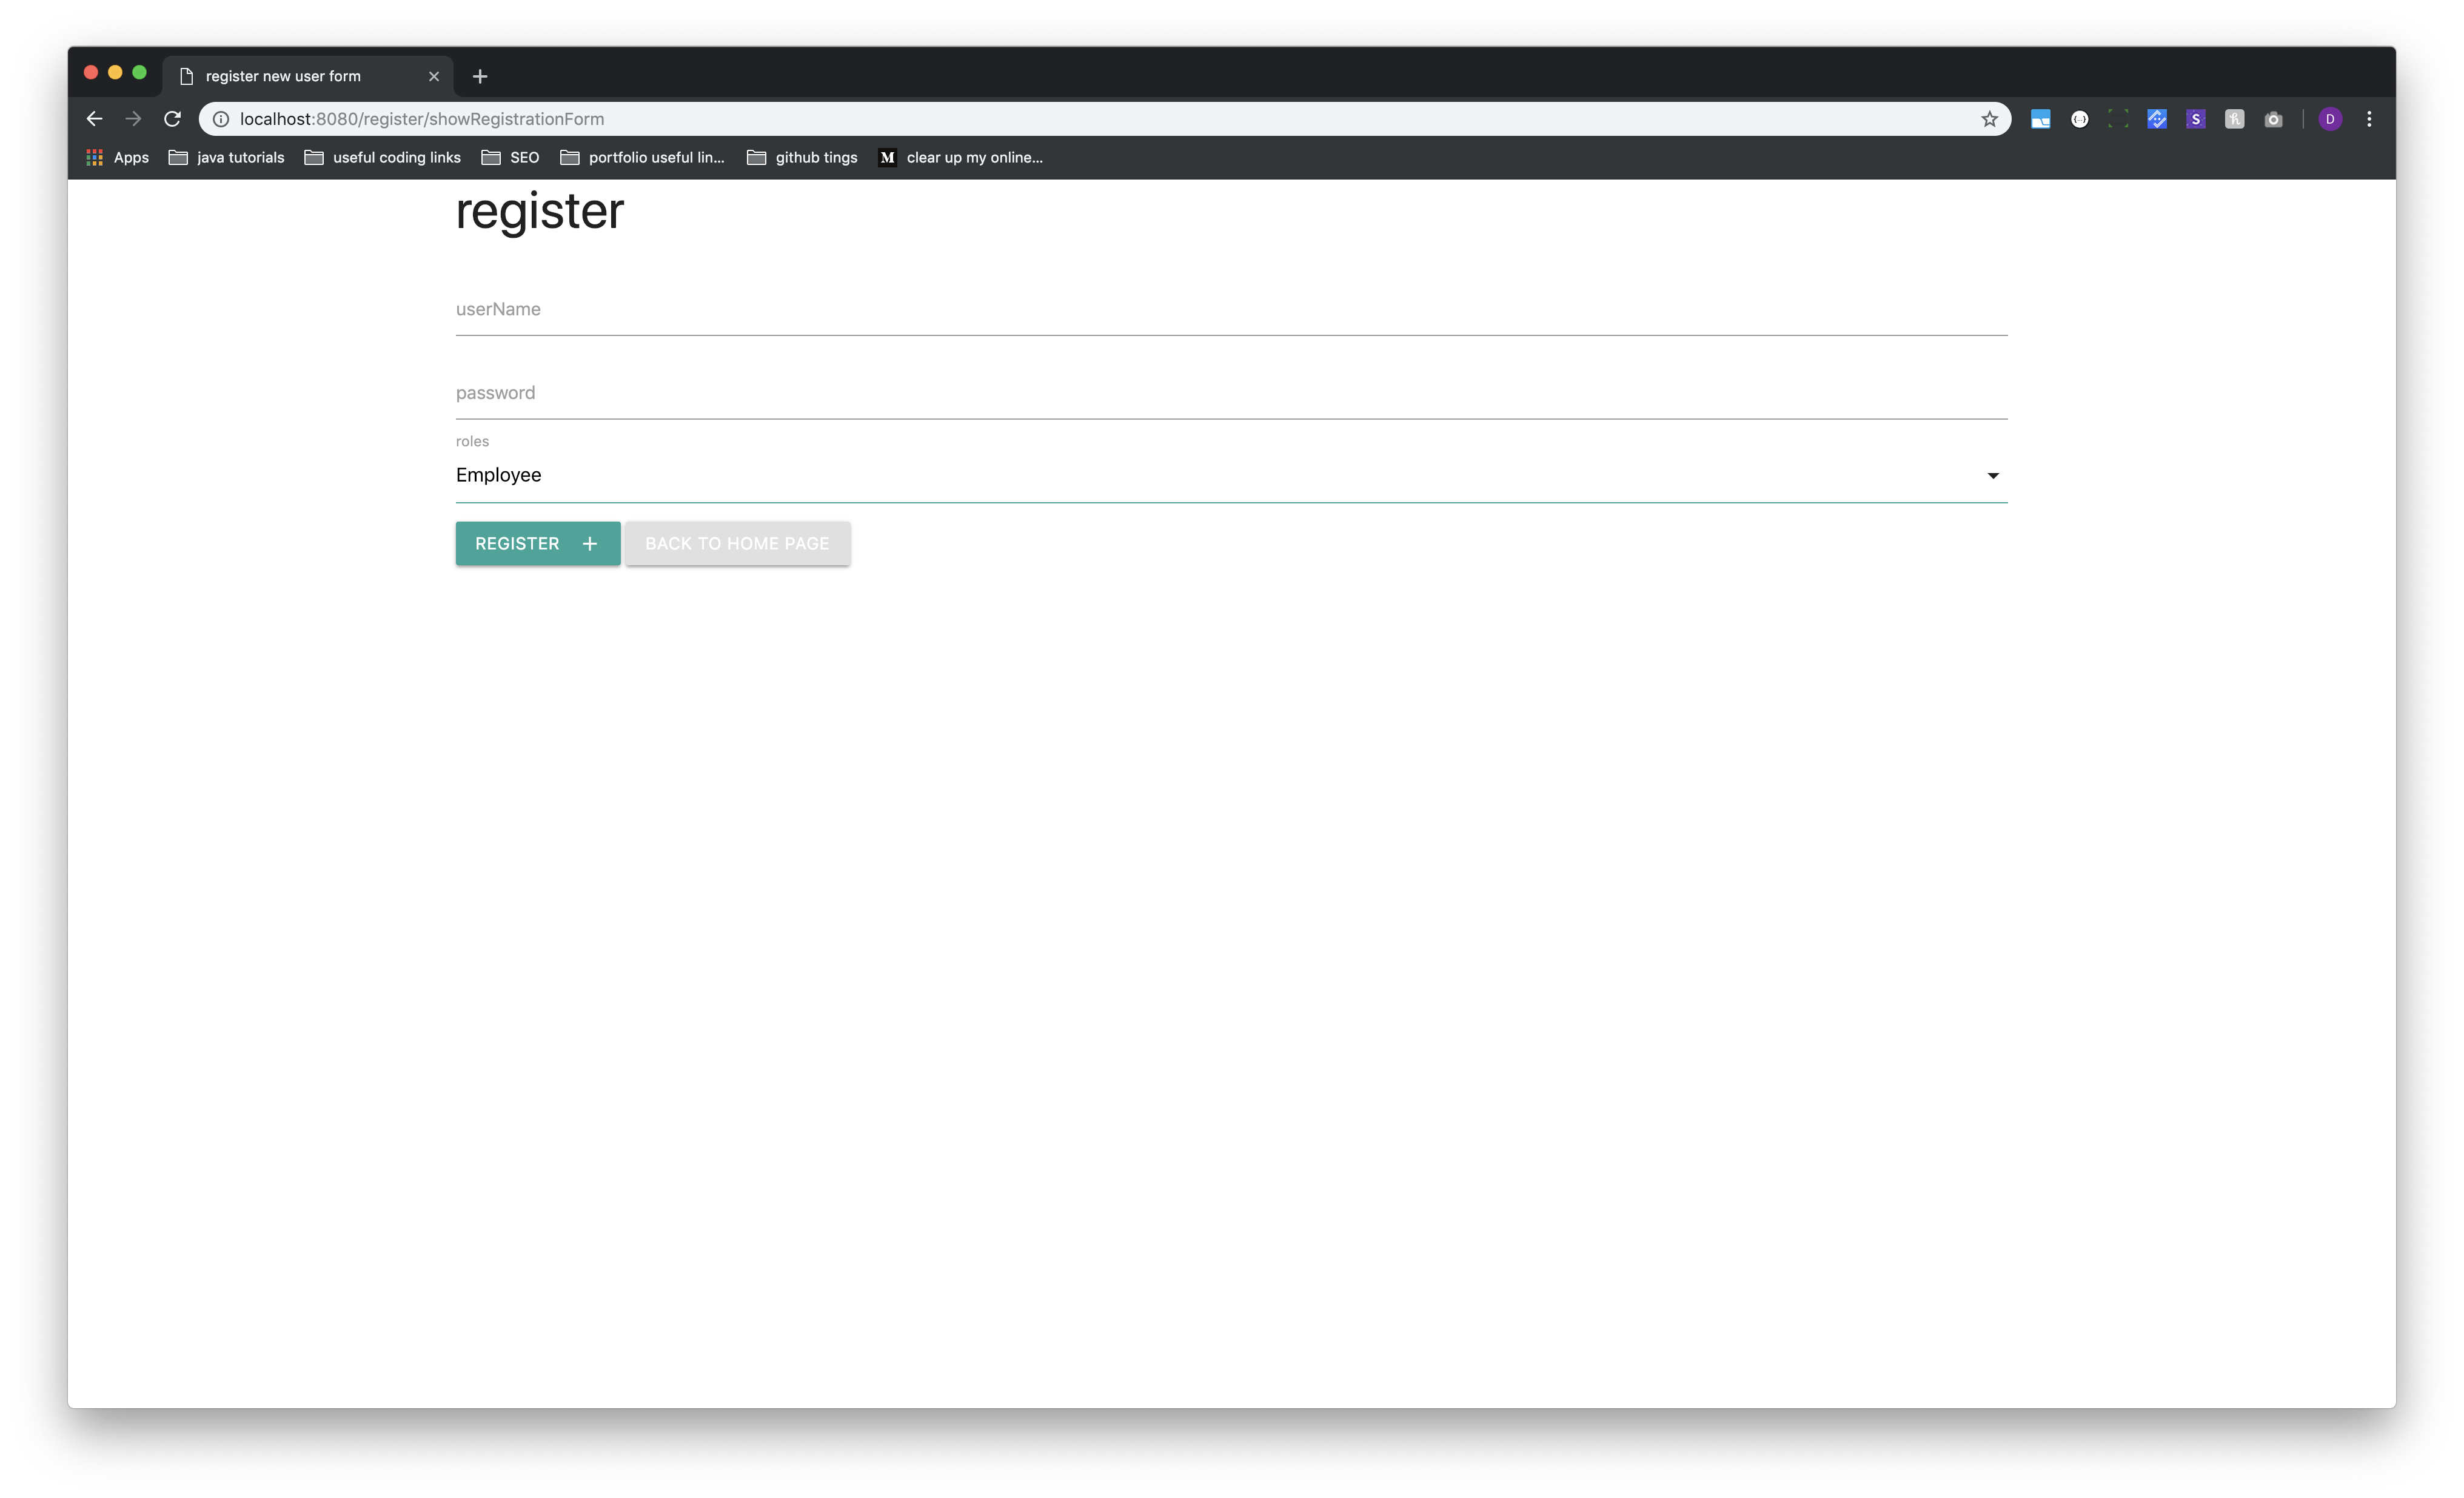 register new user form
localhost:8080/register/showRegistrationForm
S
D
Apps java tutorials useful coding links SEO portfolio useful lin... github tings M clear up my online...
register
userName
password
roles
Employee
REGISTER + BACK TO HOME PAGE